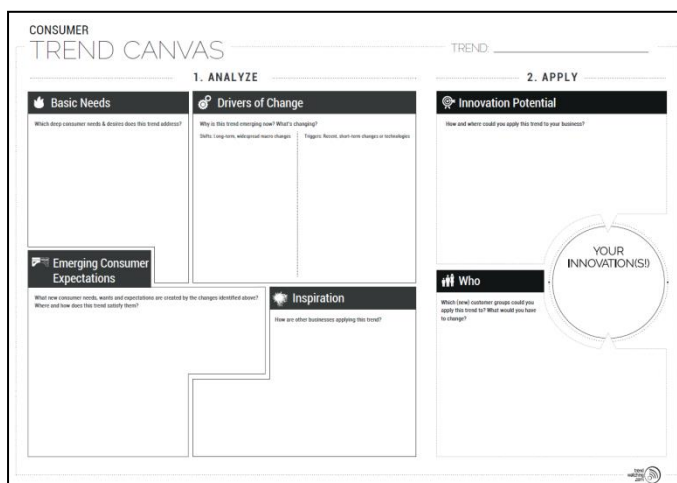 CONSUMER
TREND CANVAS
TREND:
1. ANALYZE
2. APPLY
Basic Needs
Which deep consumer needs & desires does this trend address?
Drivers of Change
Why is this trend emerging now? What's changing?
Shifts: Long-term, widespread macro changes
Triggers: Recent, short-term changes or technologies
Innovation Potential
How and where could you apply this trend to your business?
YOUR
INNOVATION(S!)
Emerging Consumer
Expectations
What new consumer needs, wants and expectations are created by the changes identified above?
Where and how does this trend satisfy them?
Inspiration
How are other businesses applying this trend?
Who
Which (new) customer groups could you
apply this trend to? What would you have
to change?
trend
watching
.com